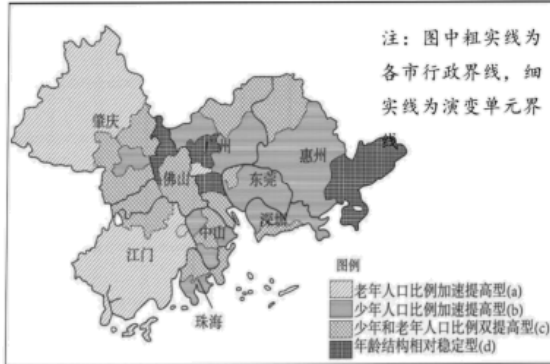 注：图中粗实线为
各市行政界线，细
实线为演变单元界
线
肇庆
广州
惠州
佛山
东莞
深圳
中山
江门
珠海
图例
老年人口比例加速提高型(a)
少年人口比例加速提高型(b)
少年和老年人口比例双提高型(c)
年龄结构相对稳定型(d)